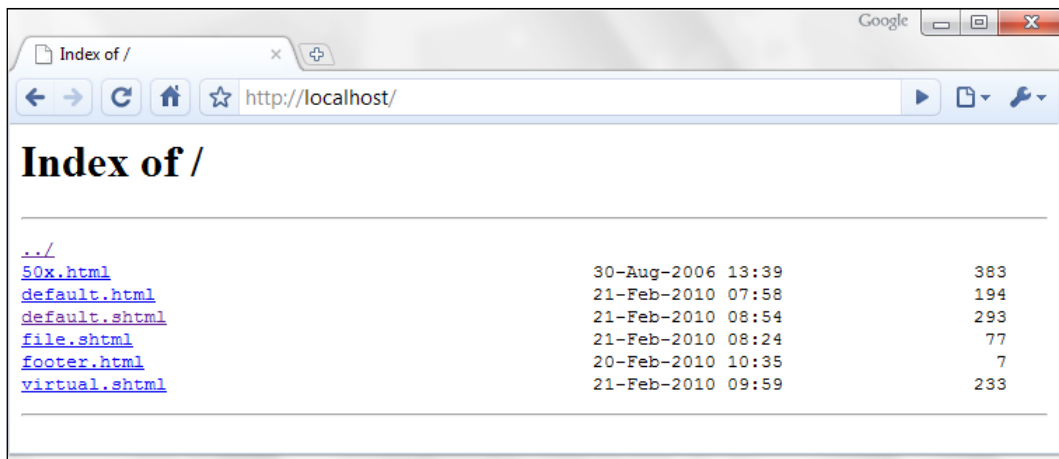 Google
Index of /
http://localhost/
Index of /
../
50x.html 30-Aug-2006 13:39 383
default.html 21-Feb-2010 07:58 194
default.shtml 21-Feb-2010 08:54 293
file.shtml 21-Feb-2010 08:24 77
footer.html 20-Feb-2010 10:35 7
virtual.shtml 21-Feb-2010 09:59 233